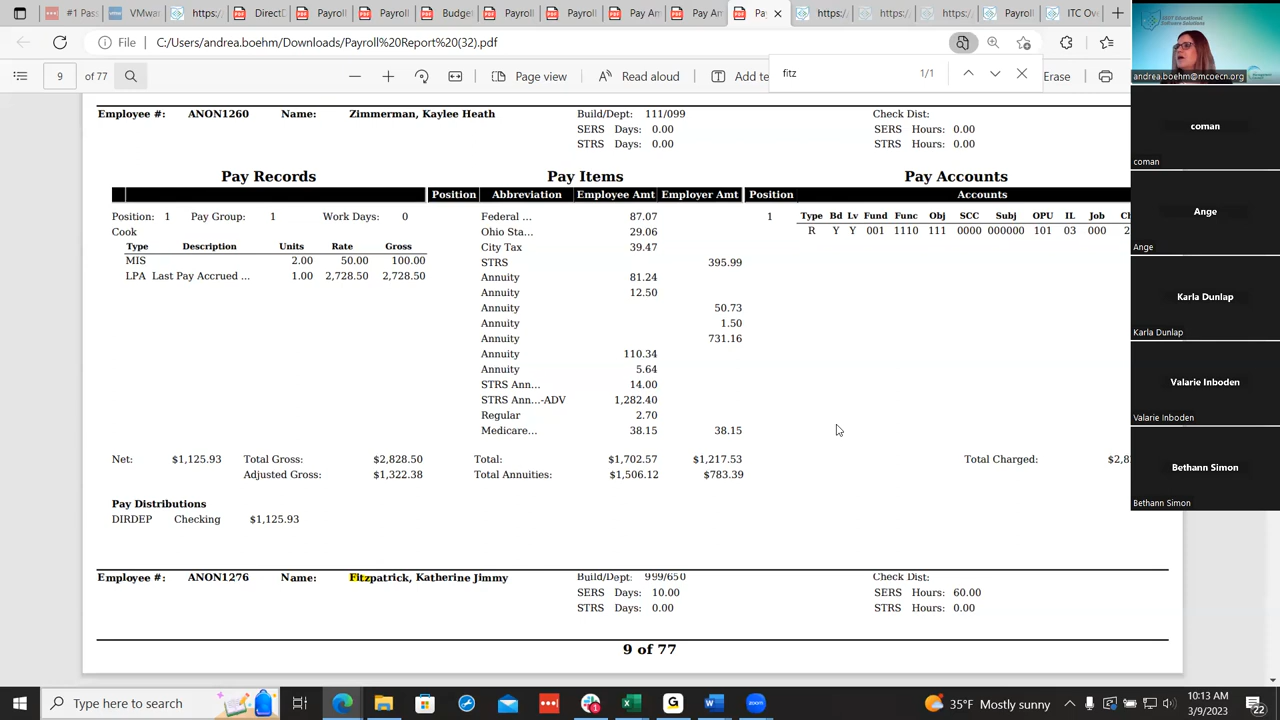 https:/
VMwar
https:/
DirectD
Payroll
Payroll
Pay Am
Pay Am
Pa
https:/
https:/
https:/
Payroll
ITC Ov
File
C:/Users/andrea.boehm/Downloads/Payroll Report (32).pdf
9 of 77
Page view
Read aloud
Add te
Erase
fitz
1/1
Educational
Software Solutions
andrea.boehm@mcoecn.org
coman
coman
Ange
Ange
Karla Dunlap
Karla Dunlap
Valarie Inboden
Valarie Inboden
Bethann Simon
Bethann Simon
Employee #: ANON1260 Name: Zimmerman, Kaylee Heath Build/Dept: 111/099 Check Dist:
SERS Days: 0.00 SERS Hours: 0.00
STRS Days: 0.00 STRS Hours: 0.00
Pay Records Pay Items Pay Accounts
Position Abbreviation Employee Amt Employer Amt Position Accounts
Position: 1 Pay Group: 1 Work Days: 0
Cook
Type Description Units Rate Gross
MIS 2.00 50.00 100.00
LPA Last Pay Accrued ... 1.00 2,728.50 2,728.50
Federal ... 87.07
Ohio Sta... 29.06
City Tax 39.47
STRS 395.99
Annuity 81.24
Annuity 12.50
Annuity 50.73
Annuity 1.50
Annuity 731.16
Annuity 110.34
Annuity 5.64
STRS Ann... 14.00
STRS Ann...-ADV 1,282.40
Regular 2.70
Medicare... 38.15 38.15
1 Type Bd Lv Fund Func Obj SCC Subj OPU IL Job
R Y Y 001 1110 111 0000 000000 101 03 000
Net: $1,125.93 Total Gross: $2,828.50 Total: $1,702.57 $1,217.53 Total Charged: $2,8
Adjusted Gross: $1,322.38 Total Annuities: $1,506.12 $783.39
Pay Distributions
DIRDEP Checking $1,125.93
Employee #: ANON1276 Name: Fitzpatrick, Katherine Jimmy Build/Dept: 999/650 Check Dist:
SERS Days: 10.00 SERS Hours: 60.00
STRS Days: 0.00 STRS Hours: 0.00
9 of 77
Type here to search
35°F Mostly sunny
10:13 AM
3/9/2023
22